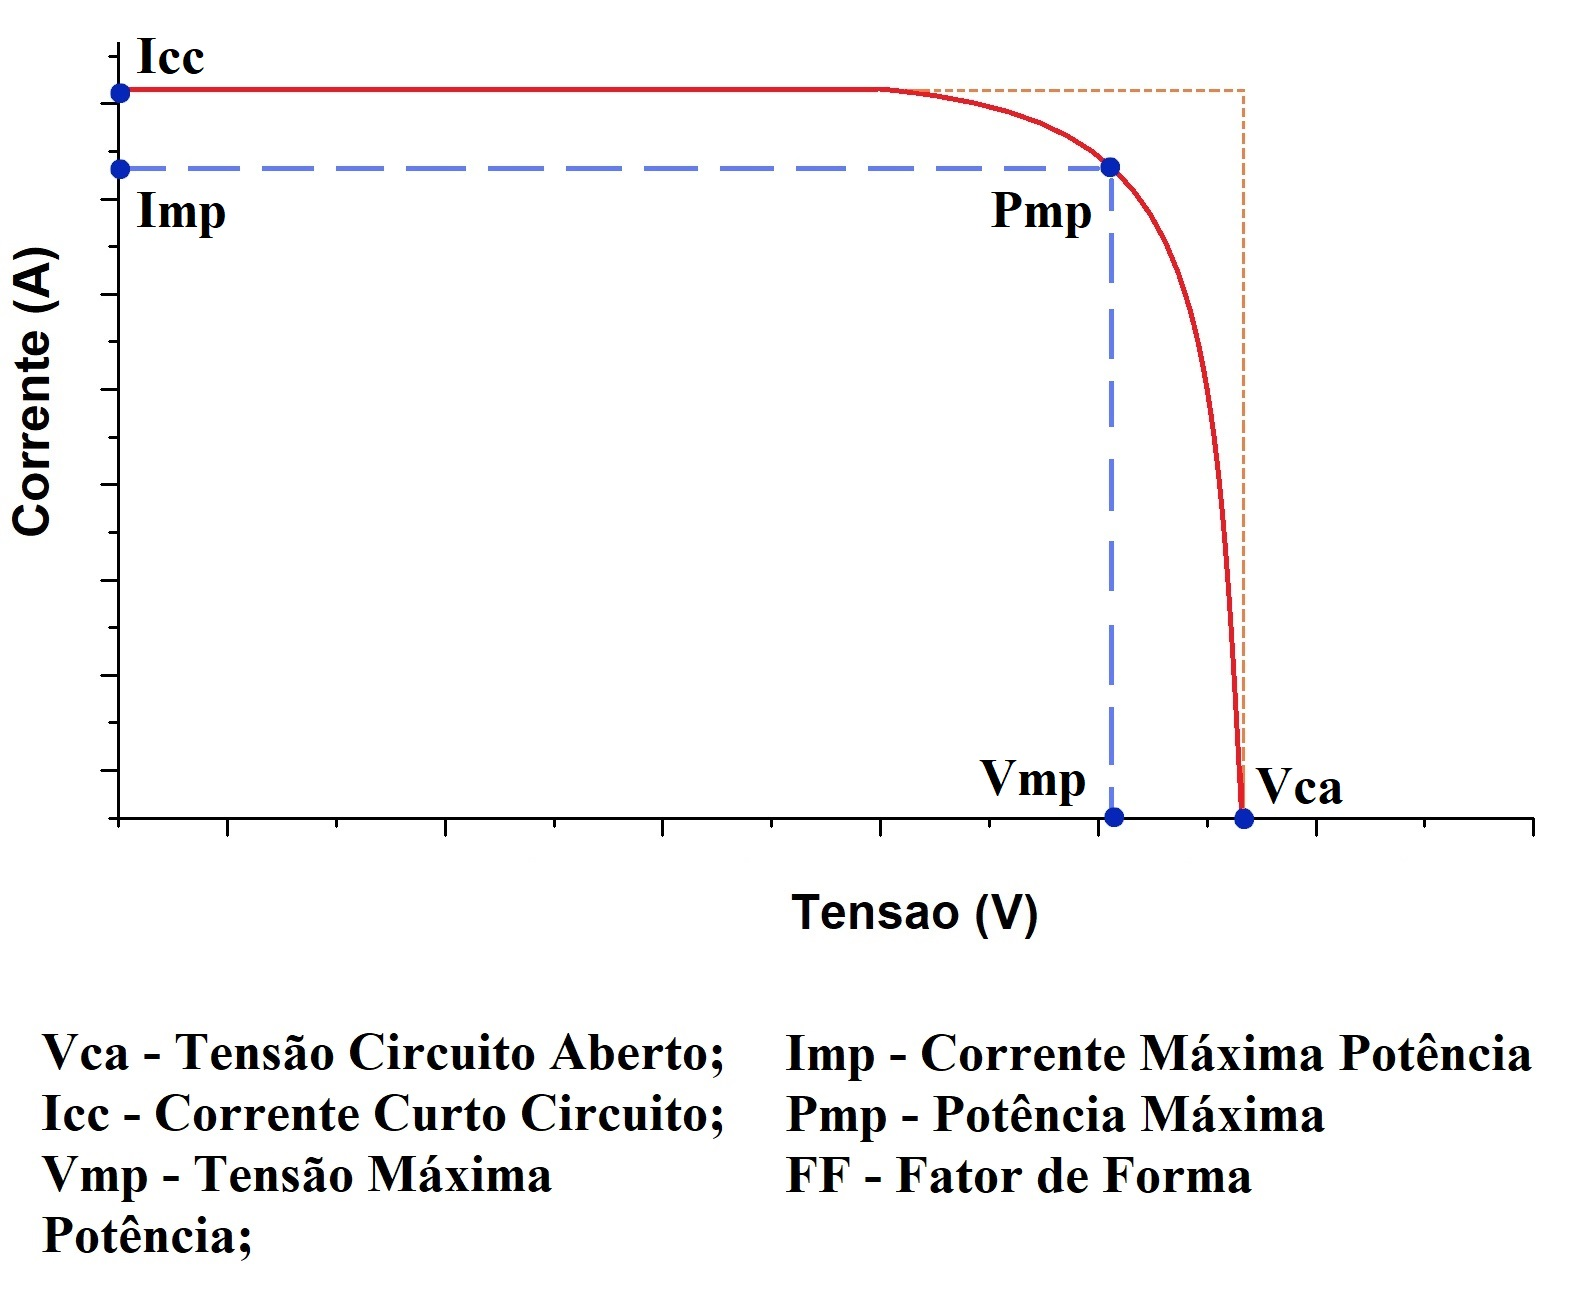 Icc
Imp
Pmp
Corrente (A)
Vmp
Vca
Tensao (V)
Vca - Tensão Circuito Aberto;
Icc - Corrente Curto Circuito;
Vmp - Tensão Máxima
Potência;
Imp - Corrente Máxima Potência
Pmp - Potência Máxima
FF - Fator de Forma